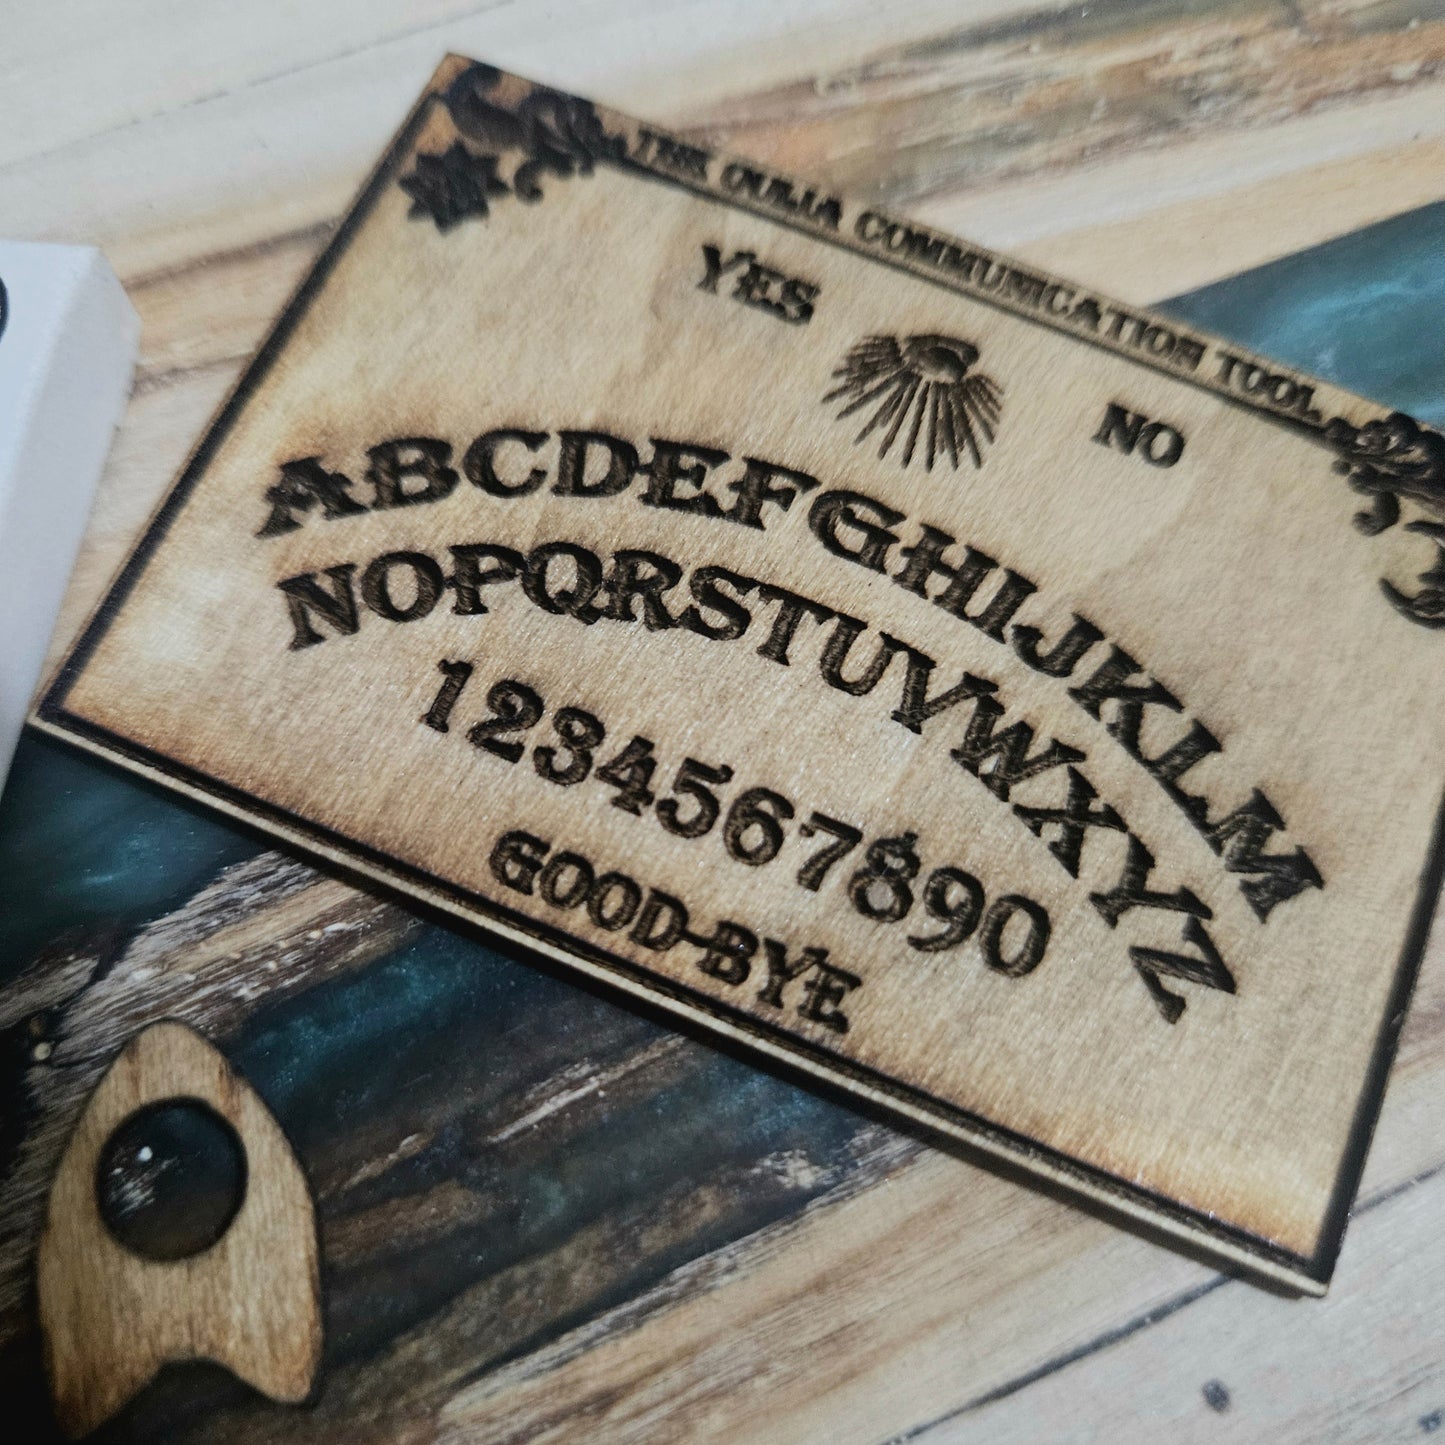 THE OUIJA COMMUNICATION TOOL
YES
NO
ABCDEFGHIJKLM
NOPQRSTUVWXYZ
1234567890
GOOD-BYE